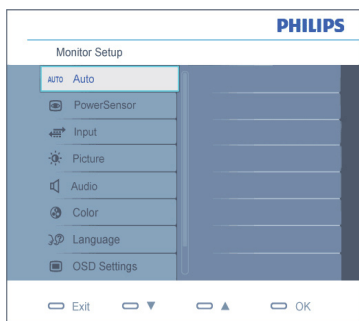 PHILIPS
Monitor Setup
AUTO Auto
PowerSensor
Input
Picture
Audio
Color
Language
OSD Settings
Exit ▼ ▲ OK